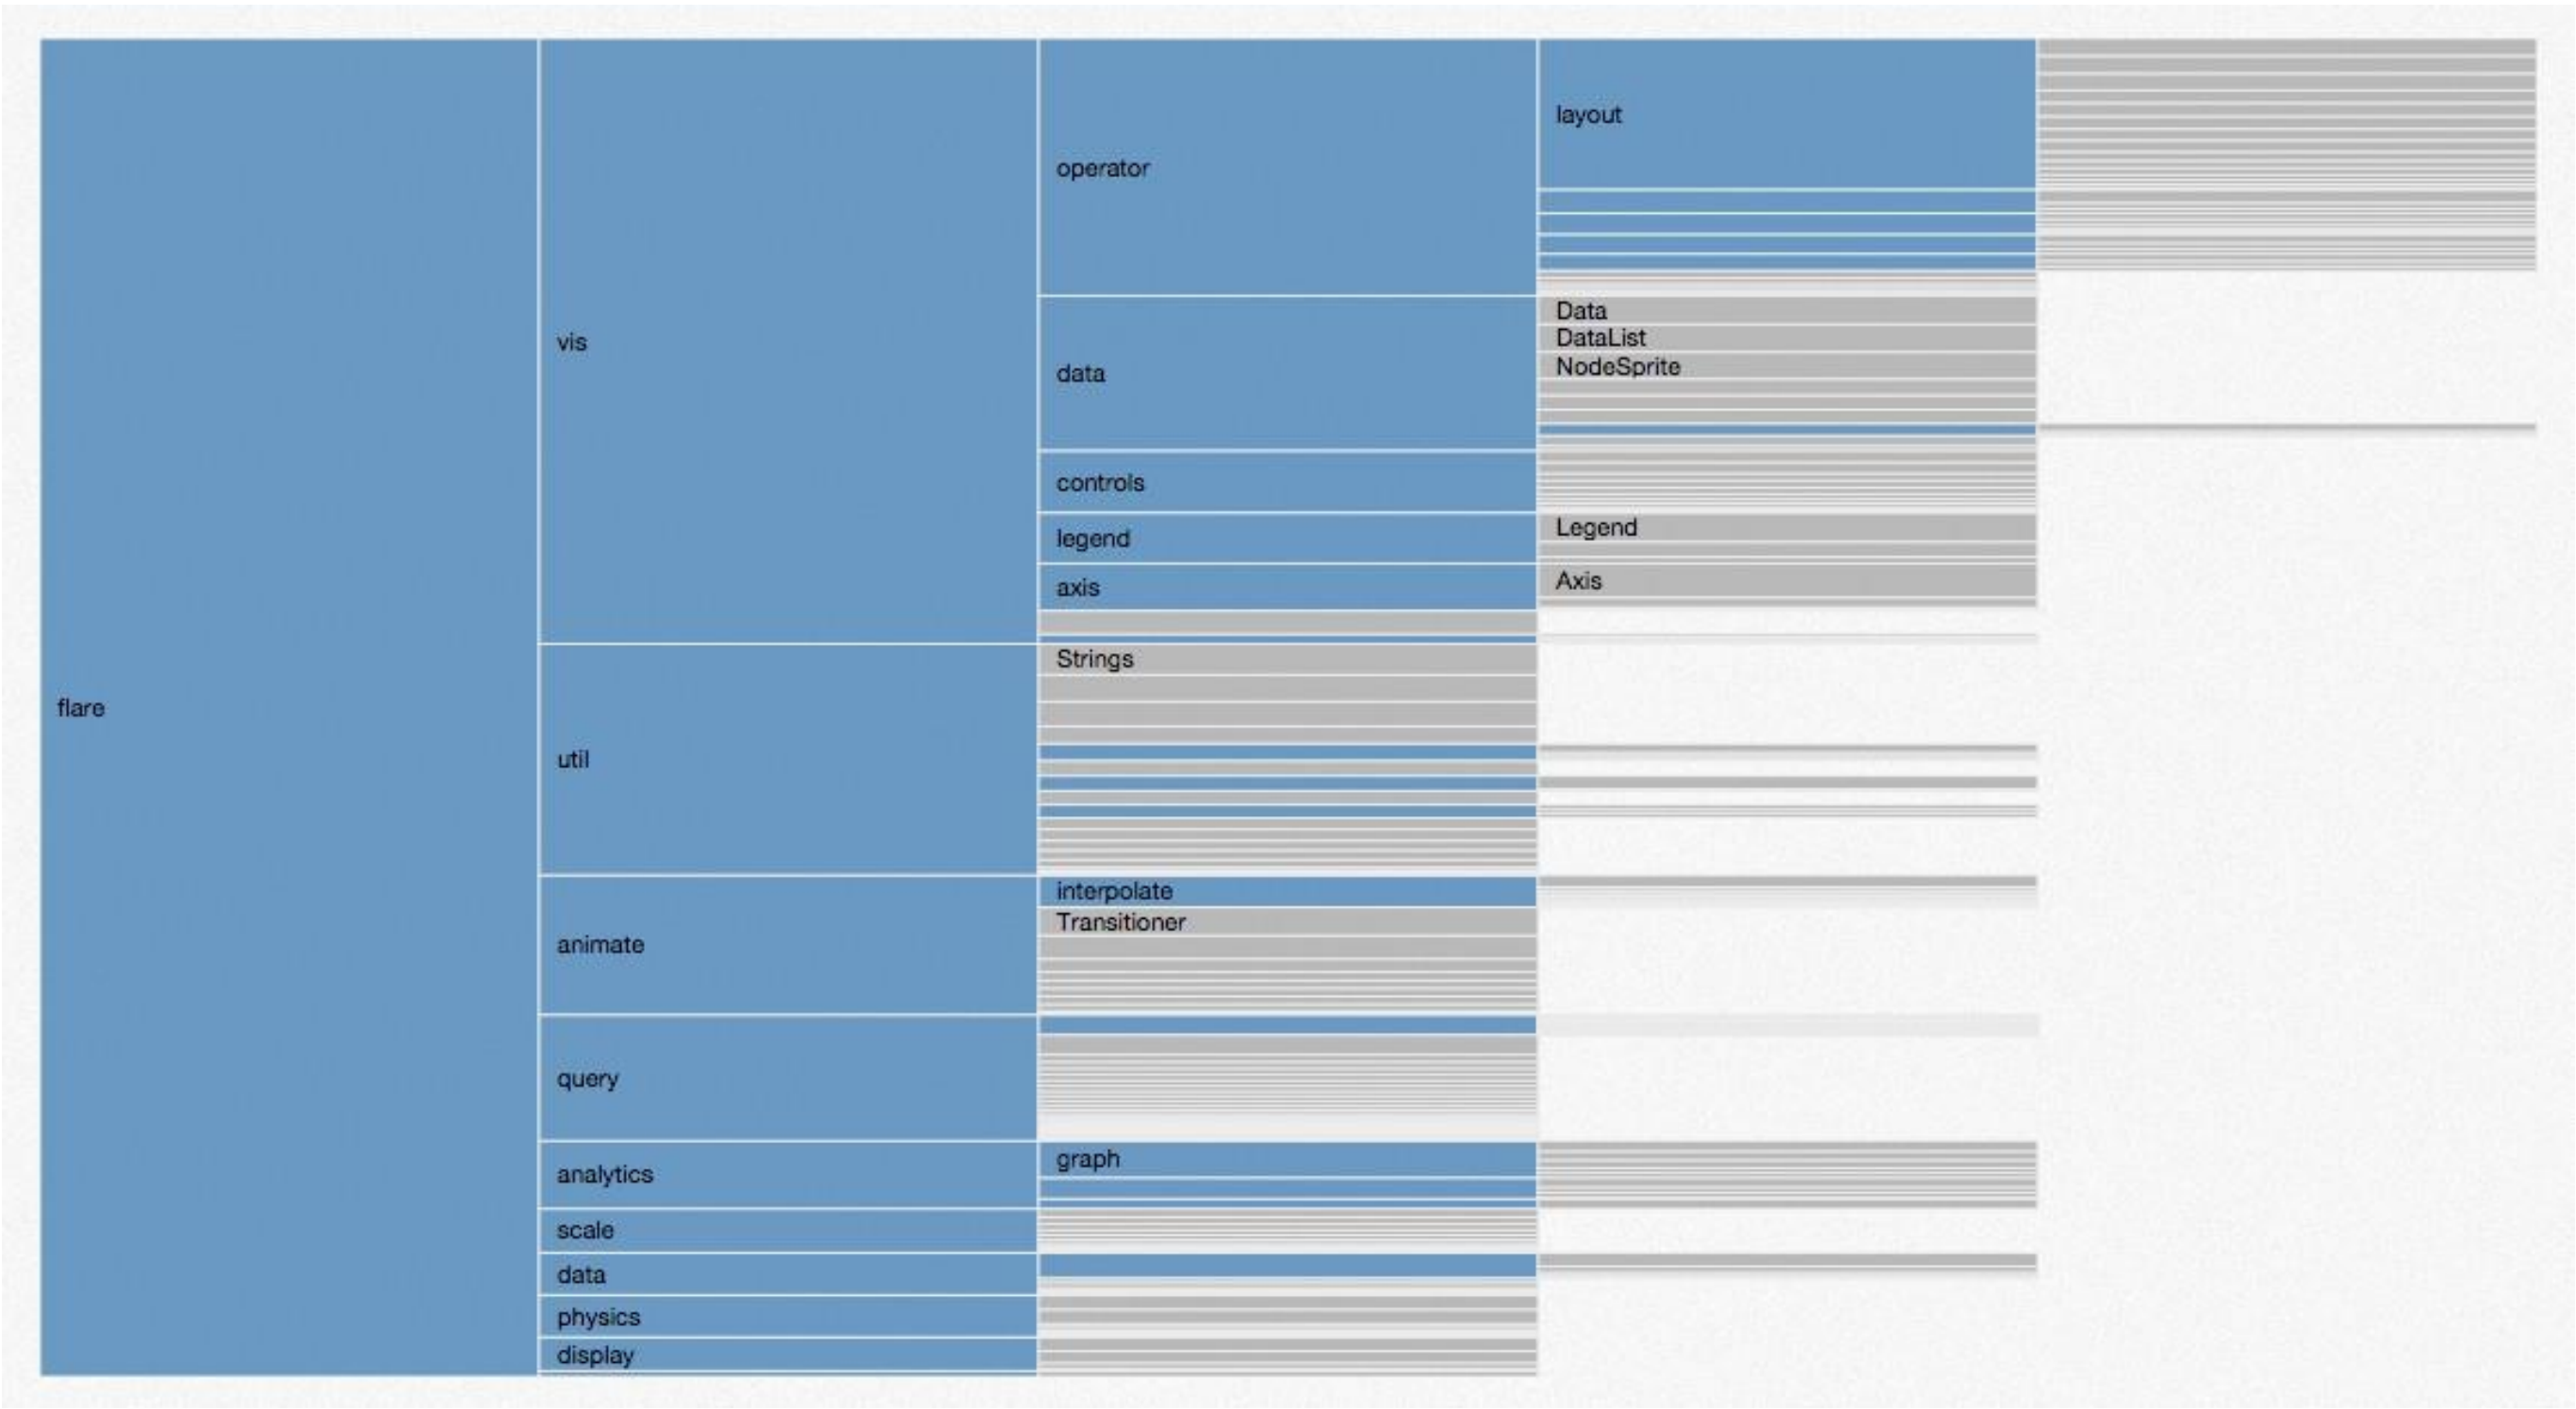 flare
vis
operator
layout
data
Data
DataList
NodeSprite
controls
legend
Legend
axis
Axis
util
Strings
animate
interpolate
Transitioner
query
analytics
graph
scale
data
physics
display